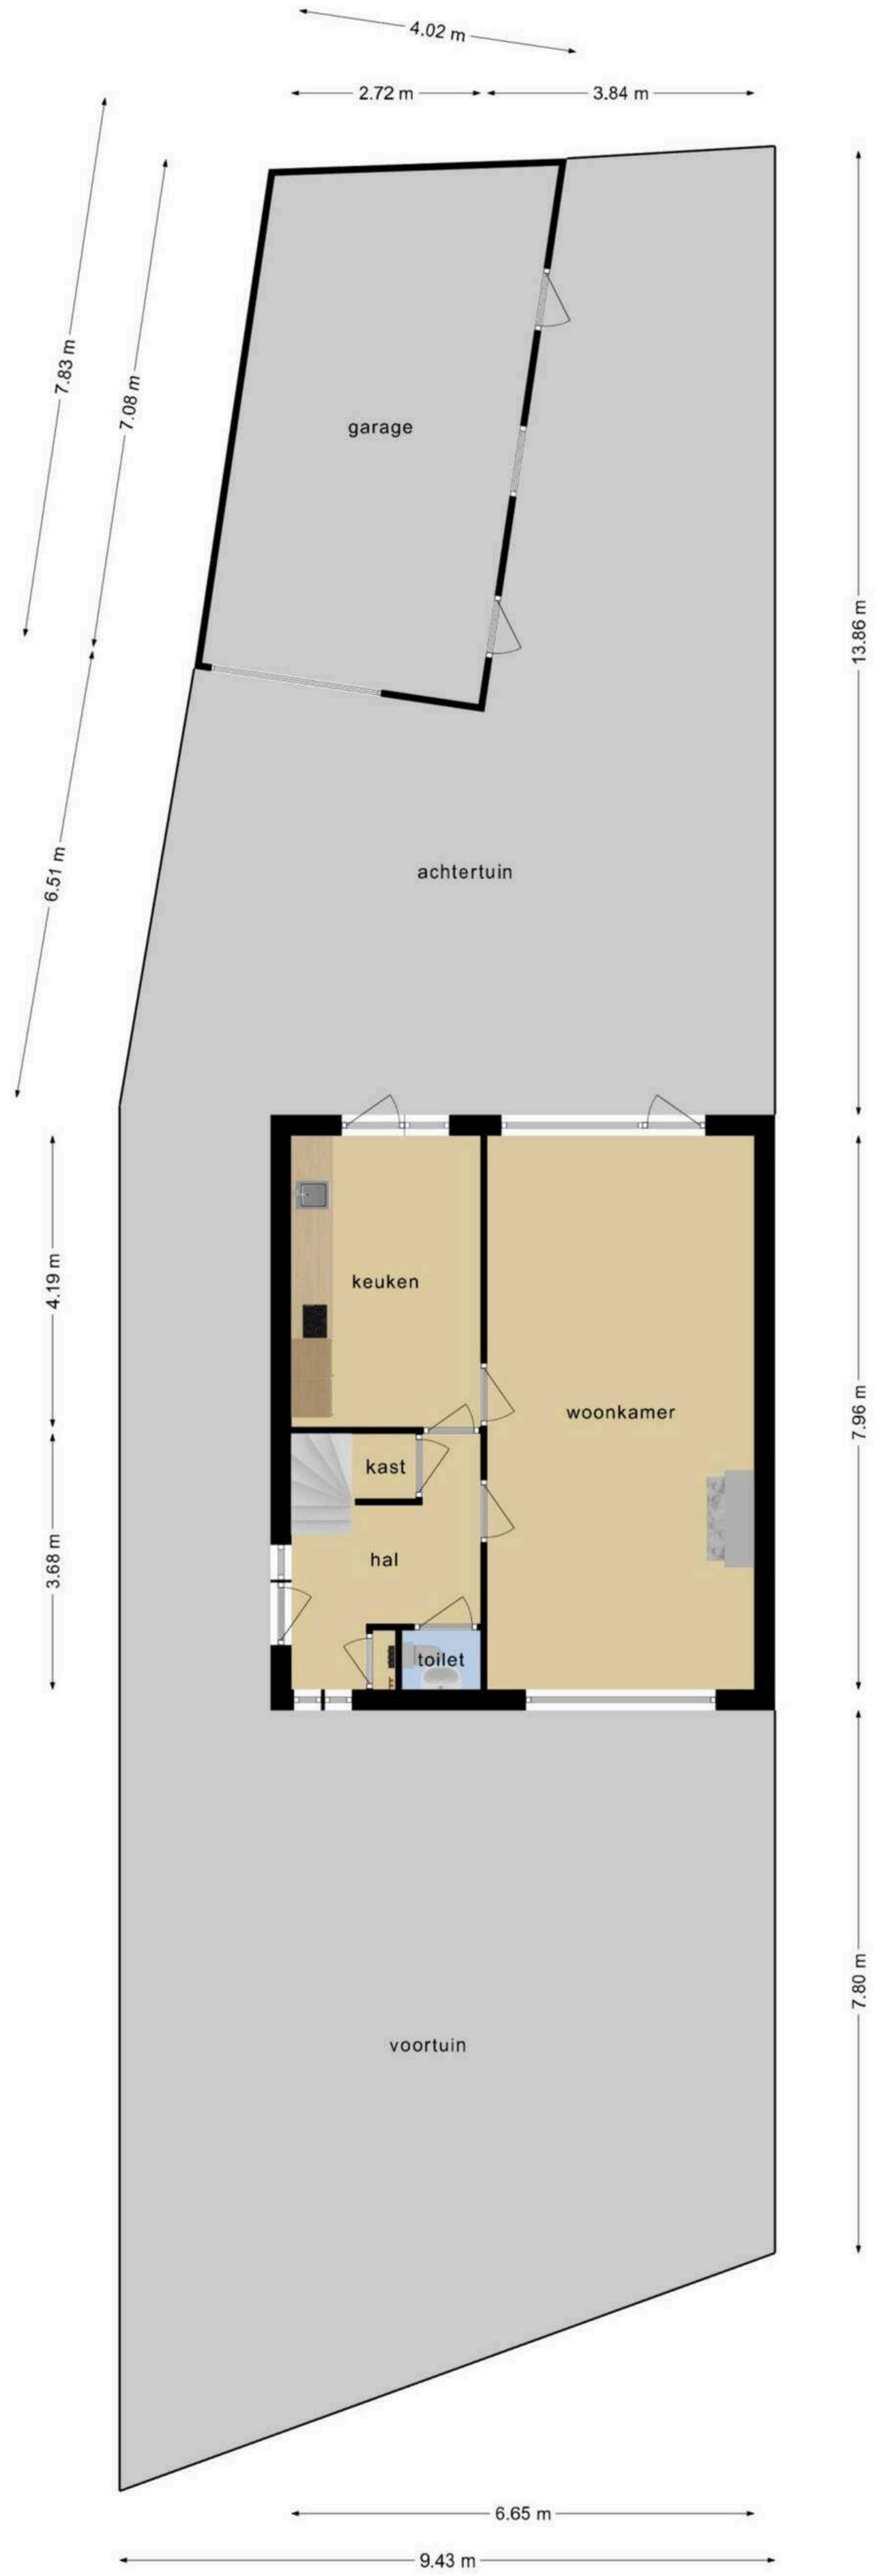 4.02 m
2.72 m
3.84 m
7.83 m
7.08 m
garage
13.86 m
6.51 m
achtertuin
4.19 m
keuken
7.96 m
woonkamer
kast
3.68 m
hal
toilet
7.80 m
voortuin
6.65 m
9.43 m